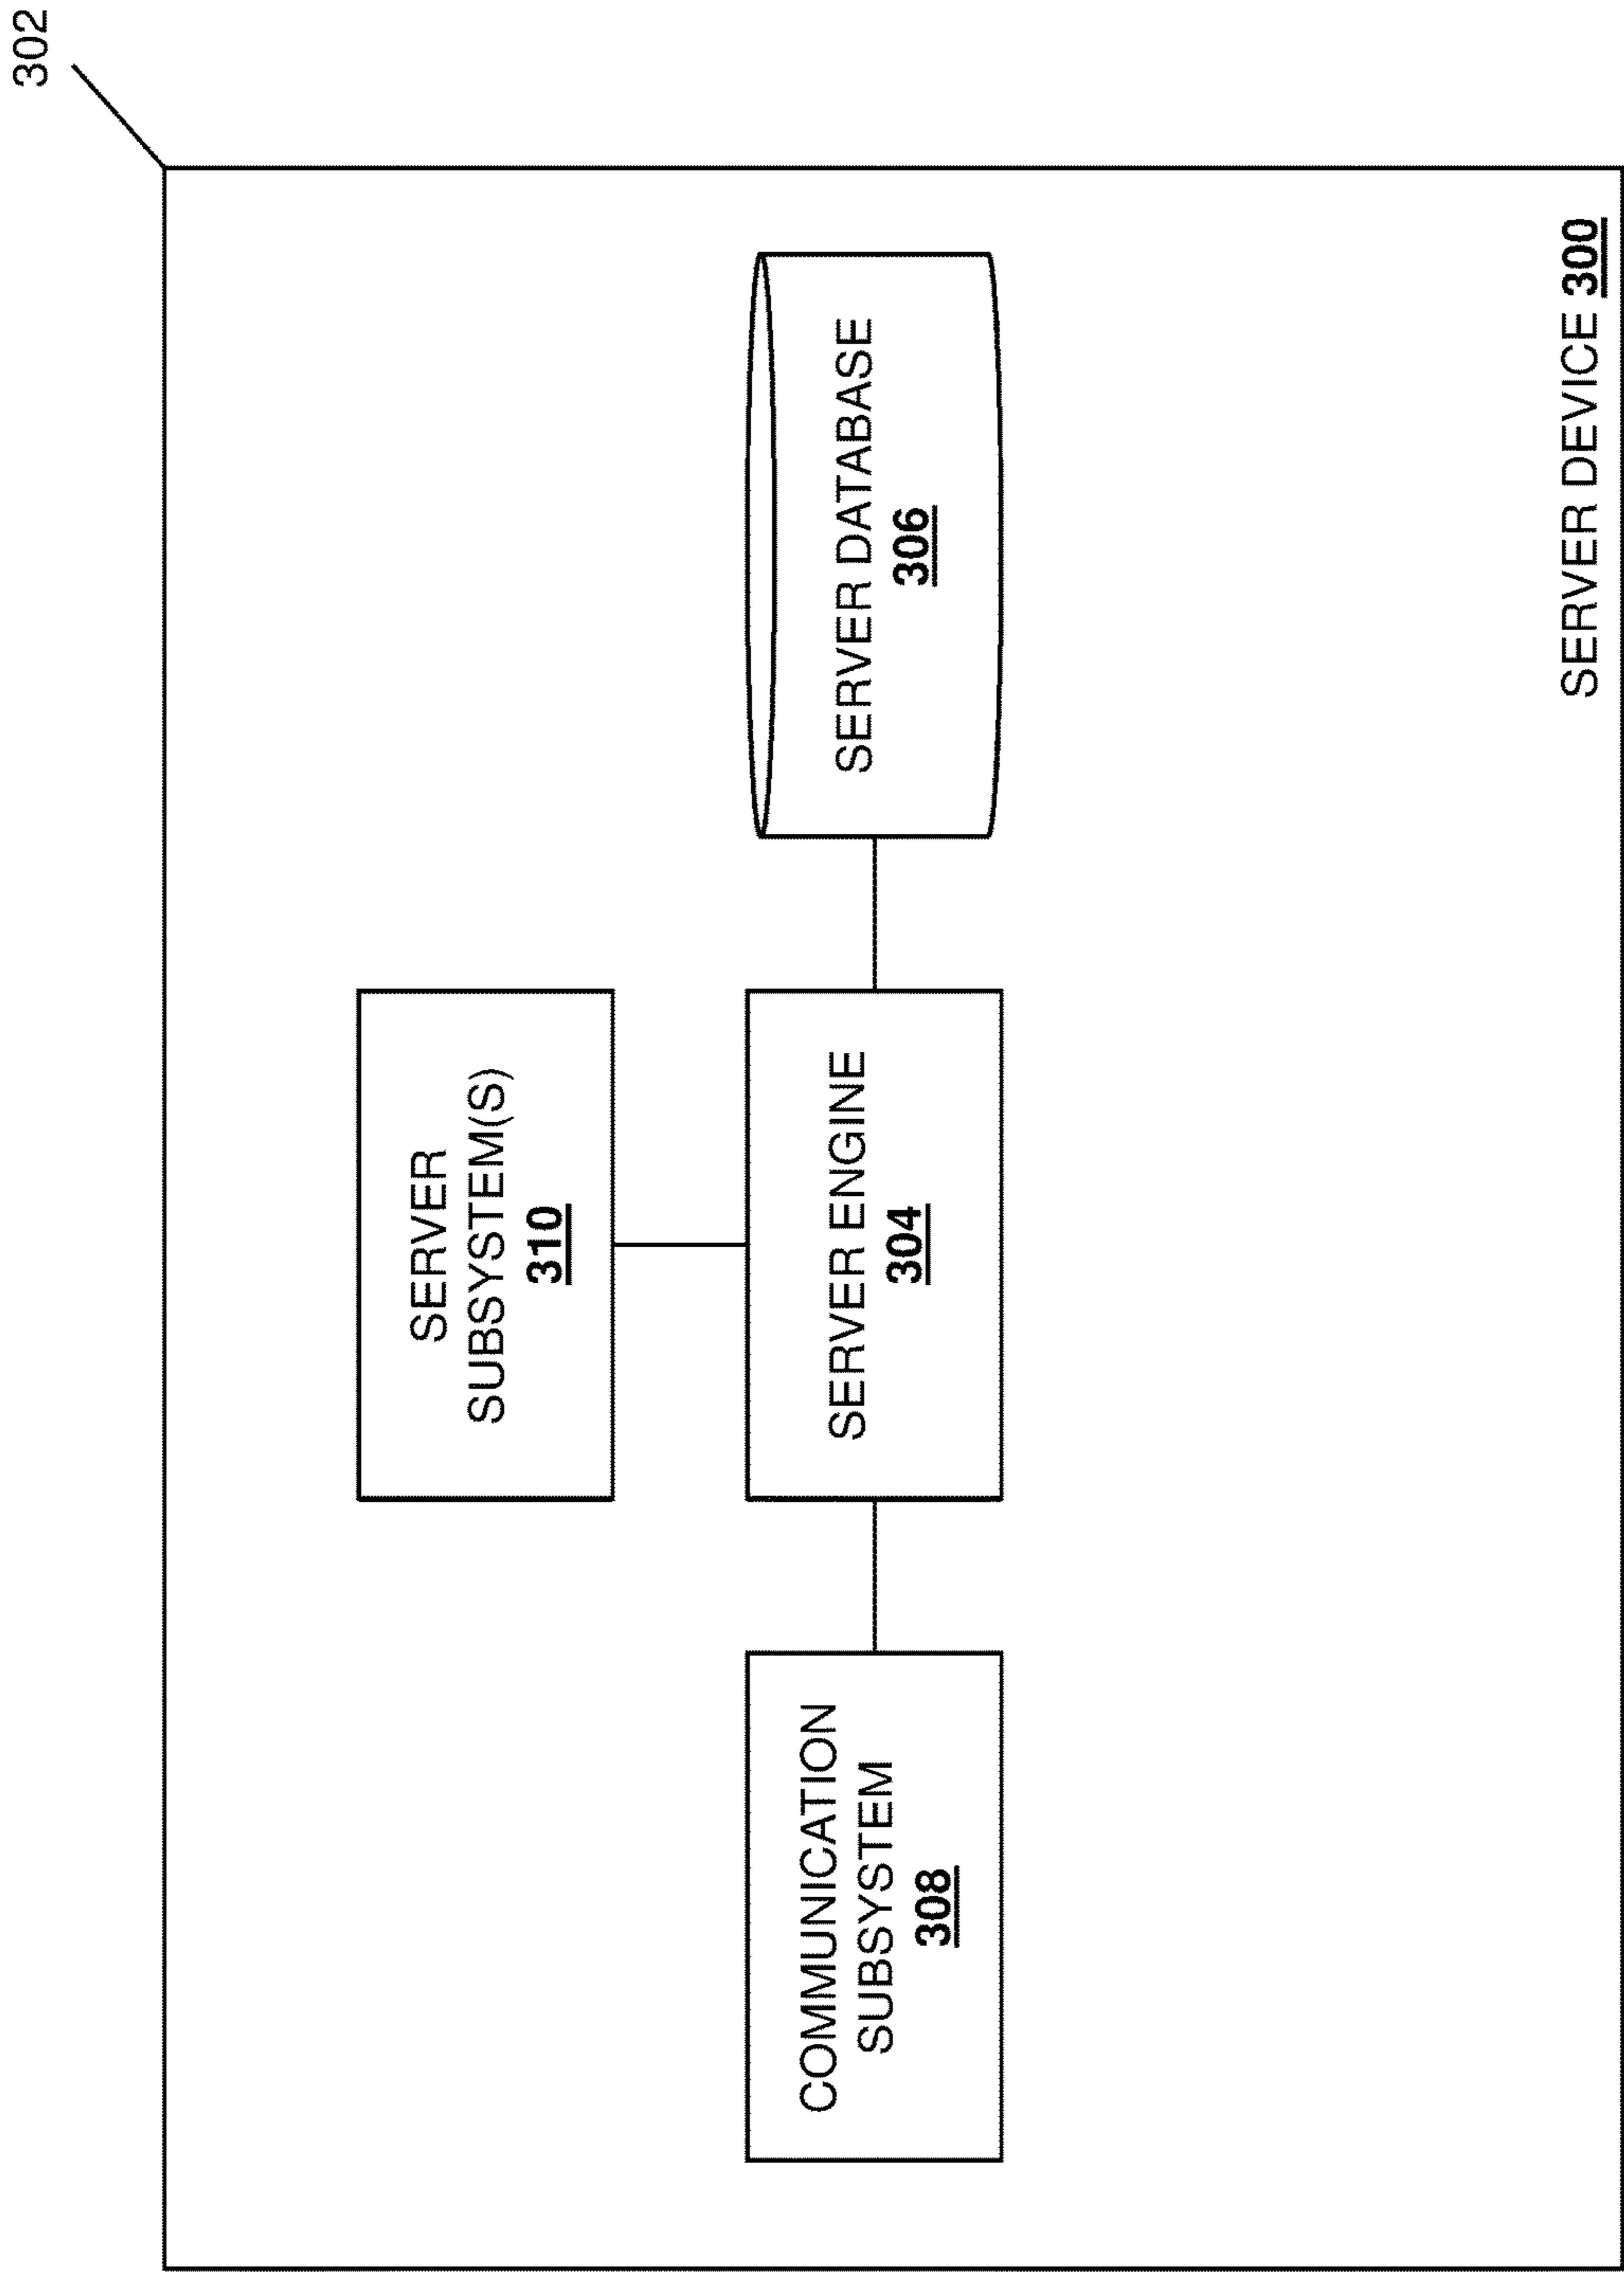 302
SERVER
SUBSYSTEM(S)
310
COMMUNICATION
SUBSYSTEM
308
SERVER ENGINE
304
SERVER DATABASE
306
SERVER DEVICE 300